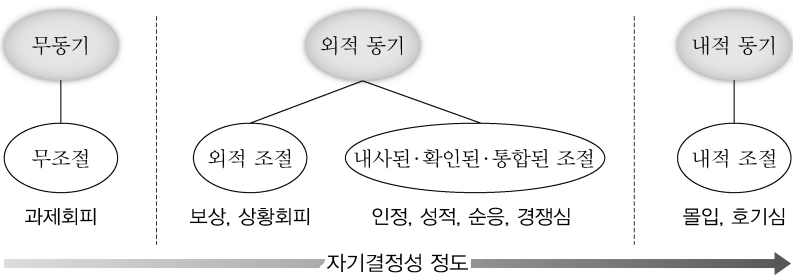 무동기 외적 동기 내적 동기
무조절 외적 조절 내사된·확인된·통합된 조절 내적 조절
과제회피 보상, 상황회피 인정, 성적, 순응, 경쟁심 몰입, 호기심
자기결정성 정도